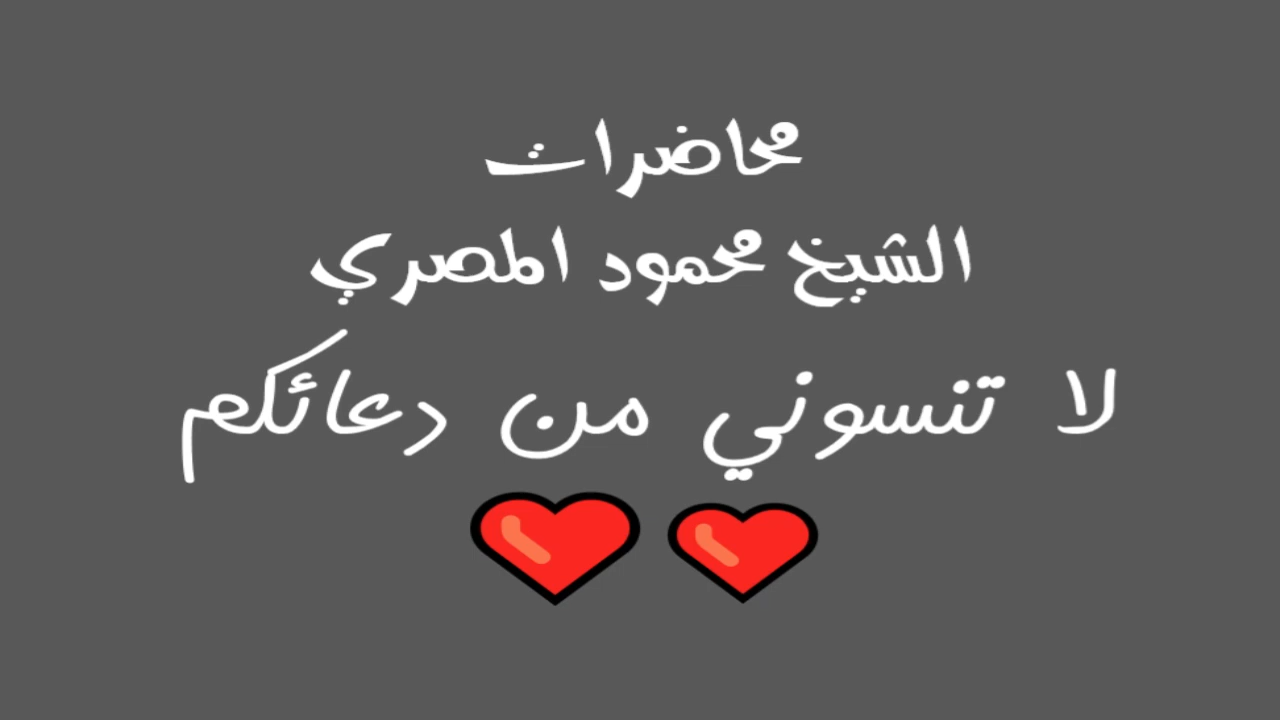 محاضرات
الشيخ محمود المصري
لا تنسوني من دعائكم